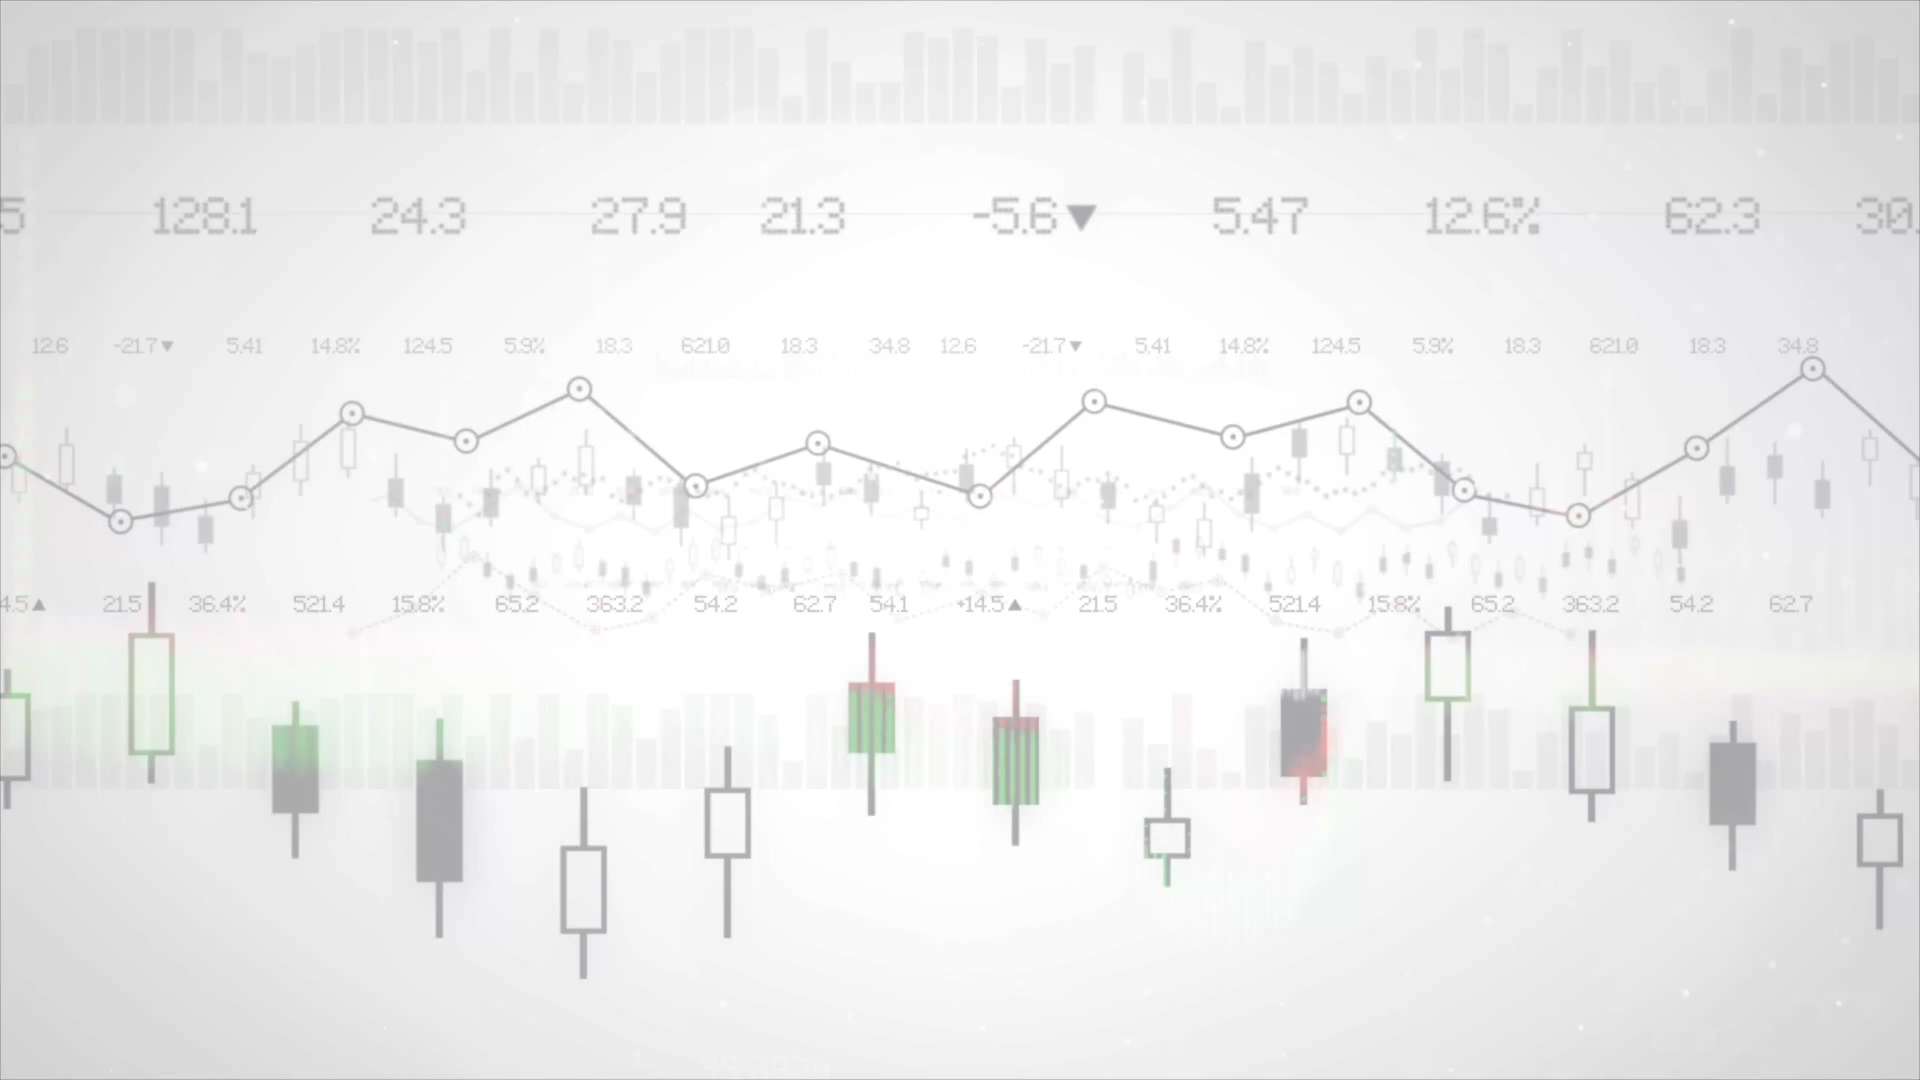 5 128.1 24.3 27.9 21.3 -5.6▼ 5.47 12.6% 62.3 30.
12.6 -21.7▼ 5.41 14.8% 124.5 5.9% 18.3 621.0 18.3 34.8 12.6 -21.7▼ 5.41 14.8% 124.5 5.9% 18.3 621.0 18.3 34.8
4.5▲ 21.5 36.4% 521.4 15.8% 65.2 363.2 54.2 62.7 54.1 +14.5▲ 21.5 36.4% 521.4 15.8% 65.2 363.2 54.2 62.7